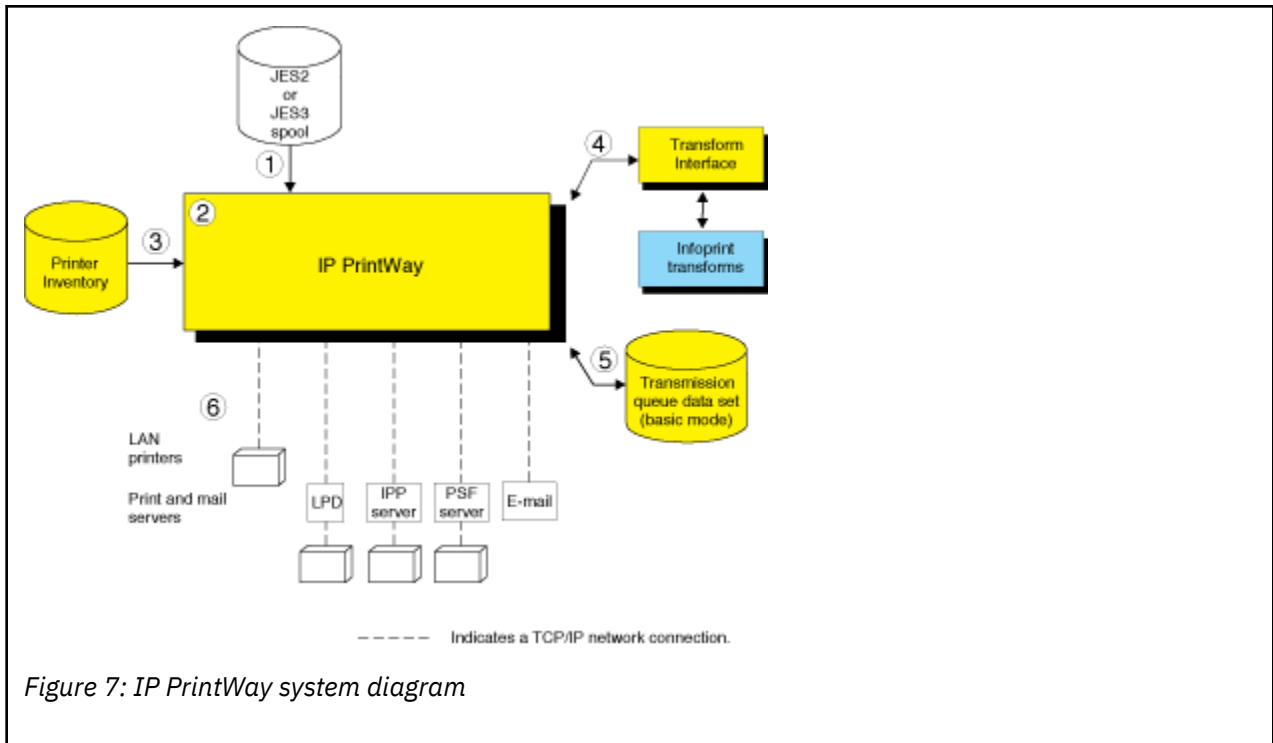 JES2
or
JES3
spool
1
4
Transform
Interface
2
3
Printer
Inventory
IP PrintWay
Infoprint
transforms
5
Transmission
queue data set
(basic mode)
6
LAN
printers
Print and mail
servers
LPD
IPP
server
PSF
server
E-mail
Indicates a TCP/IP network connection.
Figure 7: IP PrintWay system diagram